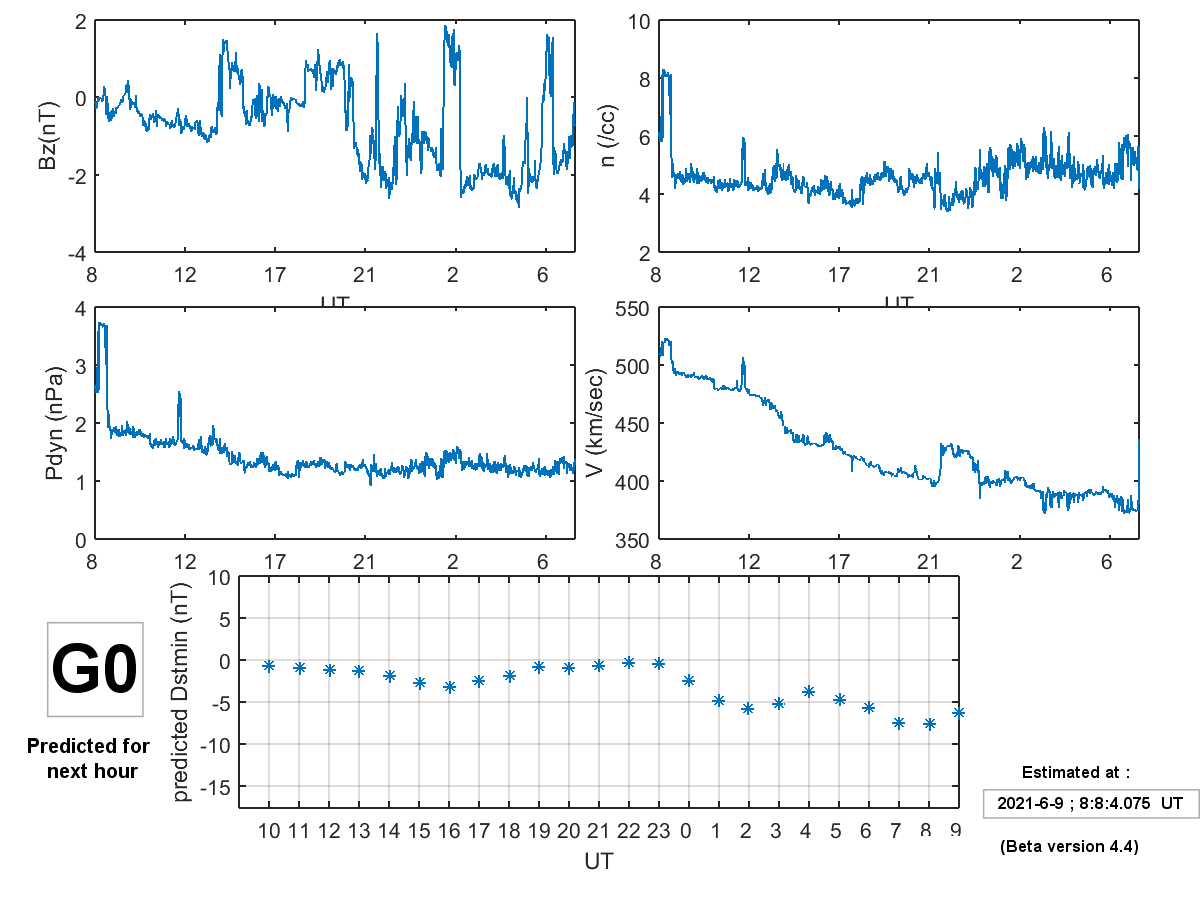 2
0
-2
-4
Bz(nT)
8 12 17 21 2 6
UT
10
8
6
4
2
n (/cc)
8 12 17 21 2 6
UT
4
3
2
1
0
Pdyn (nPa)
8 12 17 21 2 6
550
500
450
400
350
V (km/sec)
8 12 17 21 2 6
10
5
0
-5
-10
-15
predicted Dstmin (nT)
10 11 12 13 14 15 16 17 18 19 20 21 22 23 0 1 2 3 4 5 6 7 8 9
UT
G0
Predicted for
next hour
Estimated at :
2021-6-9 ; 8:8:4.075 UT
(Beta version 4.4)